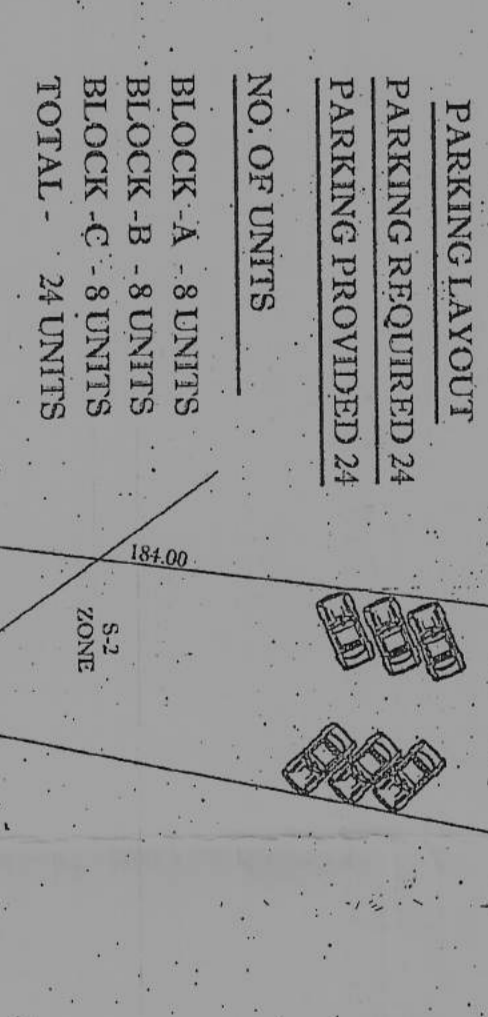 PARKING LAYOUT
PARKING REQUIRED 24
PARKING PROVIDED 24
NO. OF UNITS
BLOCK -A - 8 UNITS
BLOCK -B - 8 UNITS
BLOCK -C - 8 UNITS
TOTAL - 24 UNITS
184.00
S-2
ZONE